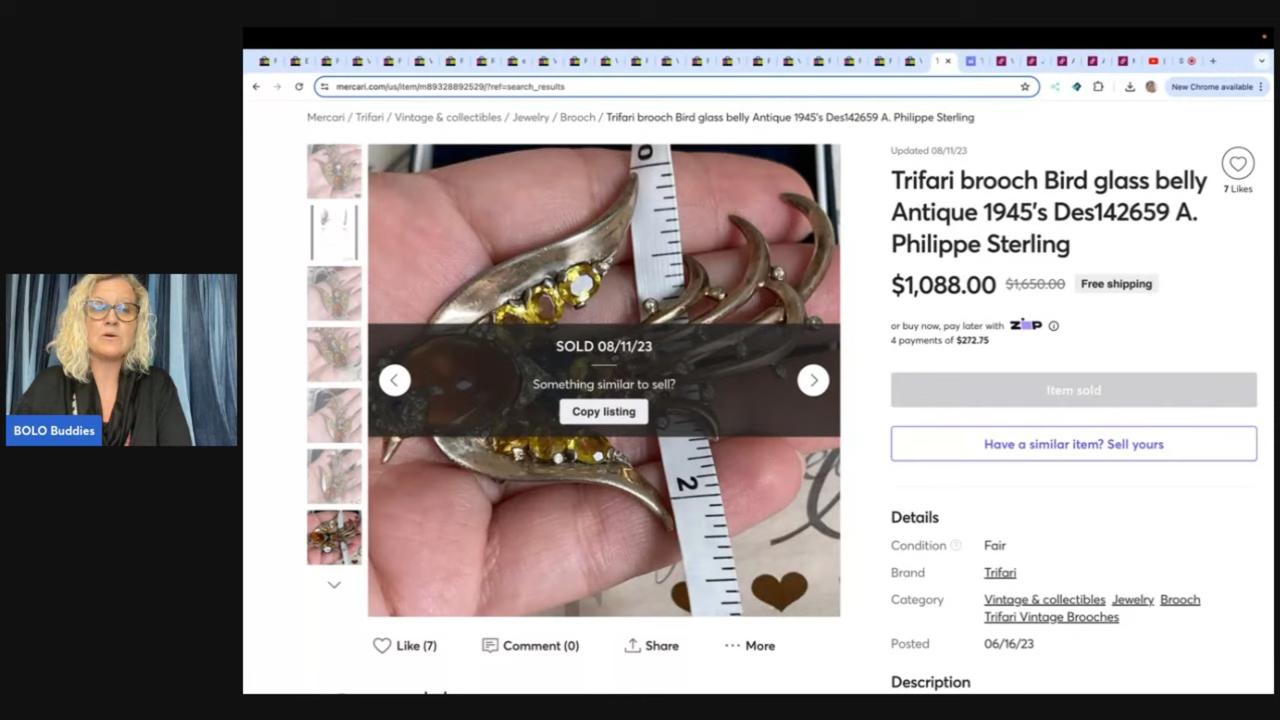 mercari.com/us/item/m89328892529/?ref=search_results
New Chrome available
Mercari / Trifari / Vintage & collectibles / Jewelry / Brooch / Trifari brooch Bird glass belly Antique 1945's Des142659 A. Philippe Sterling
Updated 08/11/23
7 Likes
Trifari brooch Bird glass belly
Antique 1945's Des142659 A.
Philippe Sterling
$1,088.00 $1,650.00 Free shipping
or buy now, pay later with ZIP
4 payments of $272.75
Item sold
Have a similar item? Sell yours
0
SOLD 08/11/23
Something similar to sell?
Copy listing
2
BOLO Buddies
Details
Condition Fair
Brand Trifari
Category Vintage & collectibles Jewelry Brooch
Trifari Vintage Brooches
Posted 06/16/23
Description
Like (7) Comment (0) Share More